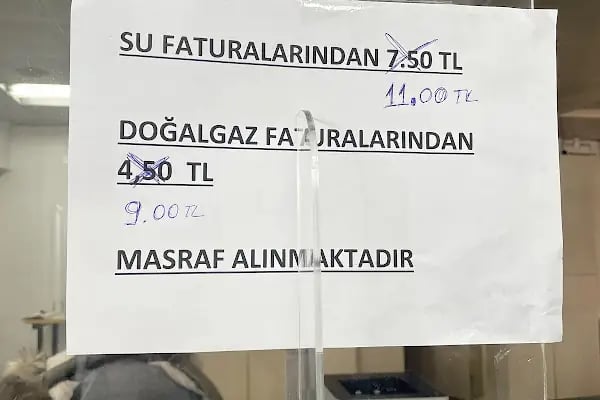 SU FATURALARINDAN 7.50 TL
11.00 TL
DOĞALGAZ FATURALARINDAN
4,50 TL
9.00 TL
MASRAF ALINMAKTADIR